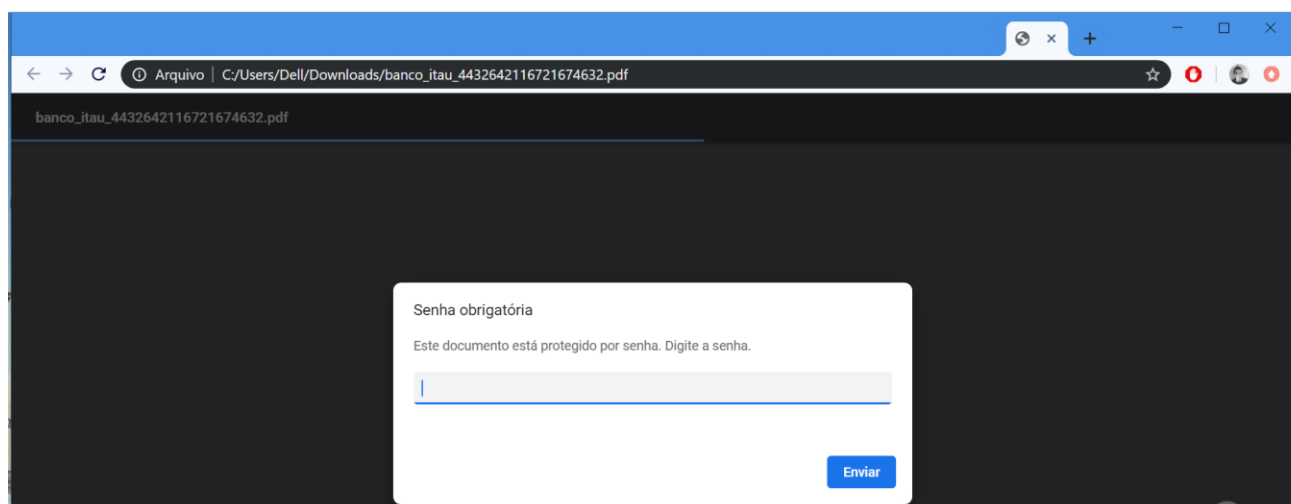 Arquivo | C:/Users/Dell/Downloads/banco_itau_4432642116721674632.pdf
banco_itau_4432642116721674632.pdf
Senha obrigatória
Este documento está protegido por senha. Digite a senha.
Enviar